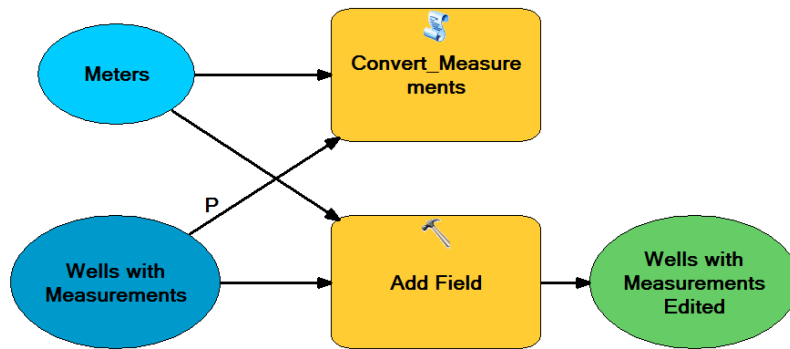 Meters
Convert_Measure
ments
P
Wells with
Measurements
Add Field
Wells with
Measurements
Edited